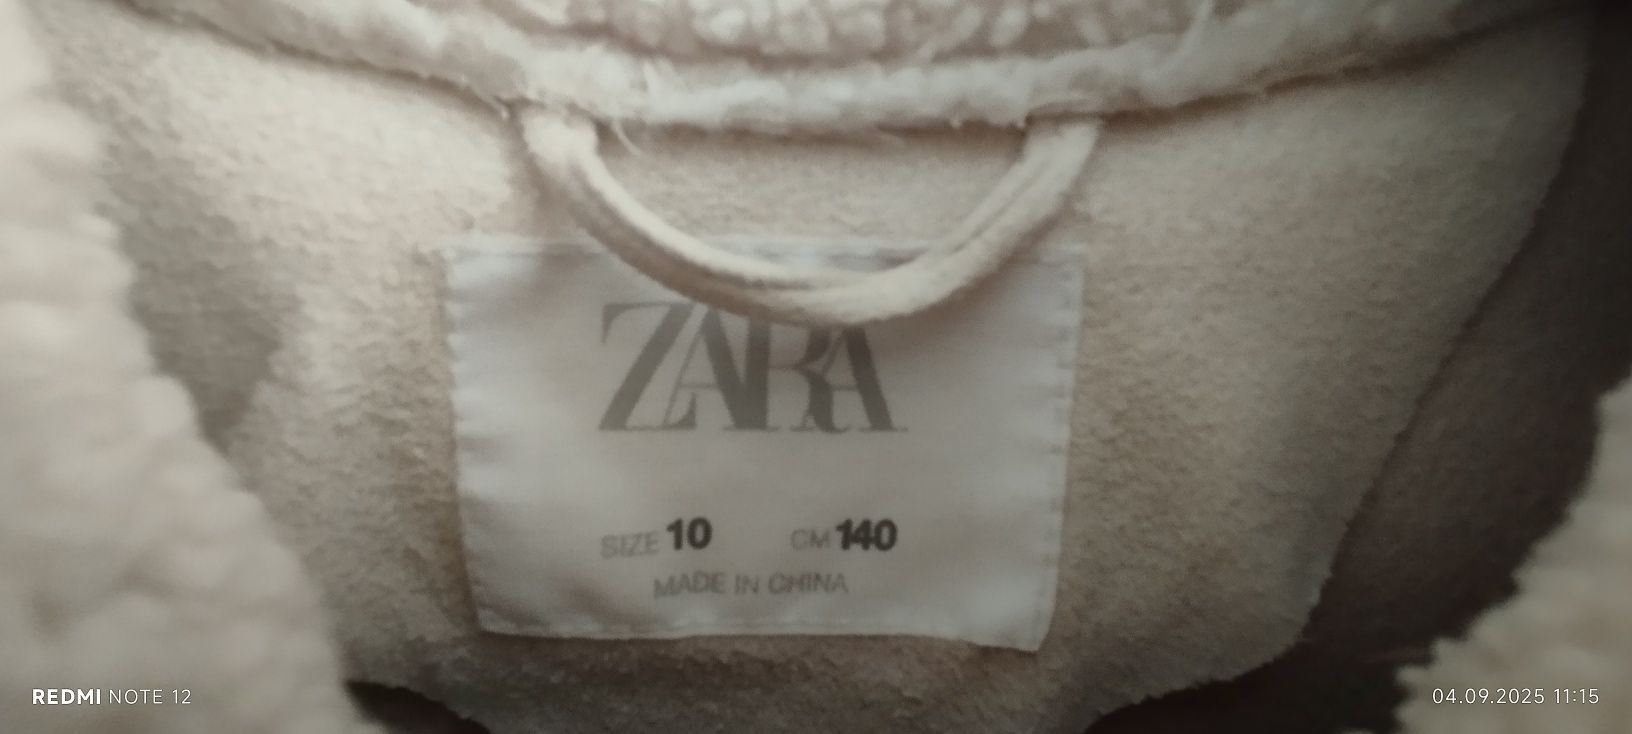 ZARA
SIZE 10 CM 140
MADE IN CHINA
REDMI NOTE 12
04.09.2025 11:15